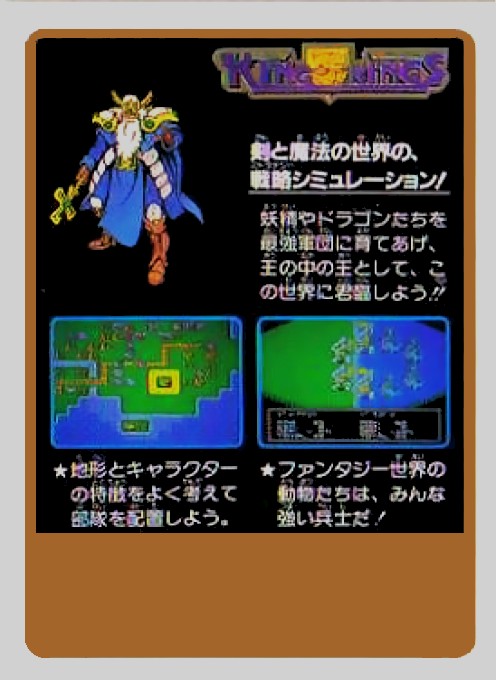 KING OF KINGS
剣と魔法の世界の、
戦略シミュレーション!
妖精やドラゴンたちを
最強軍団に育てあげ、
王の中の王として、こ
の世界に君臨しよう!!
★地形とキャラクター
の特徴をよく考えて
部隊を配置しよう。
★ファンタジー世界の
動物たちは、みんな
強い兵士だ!